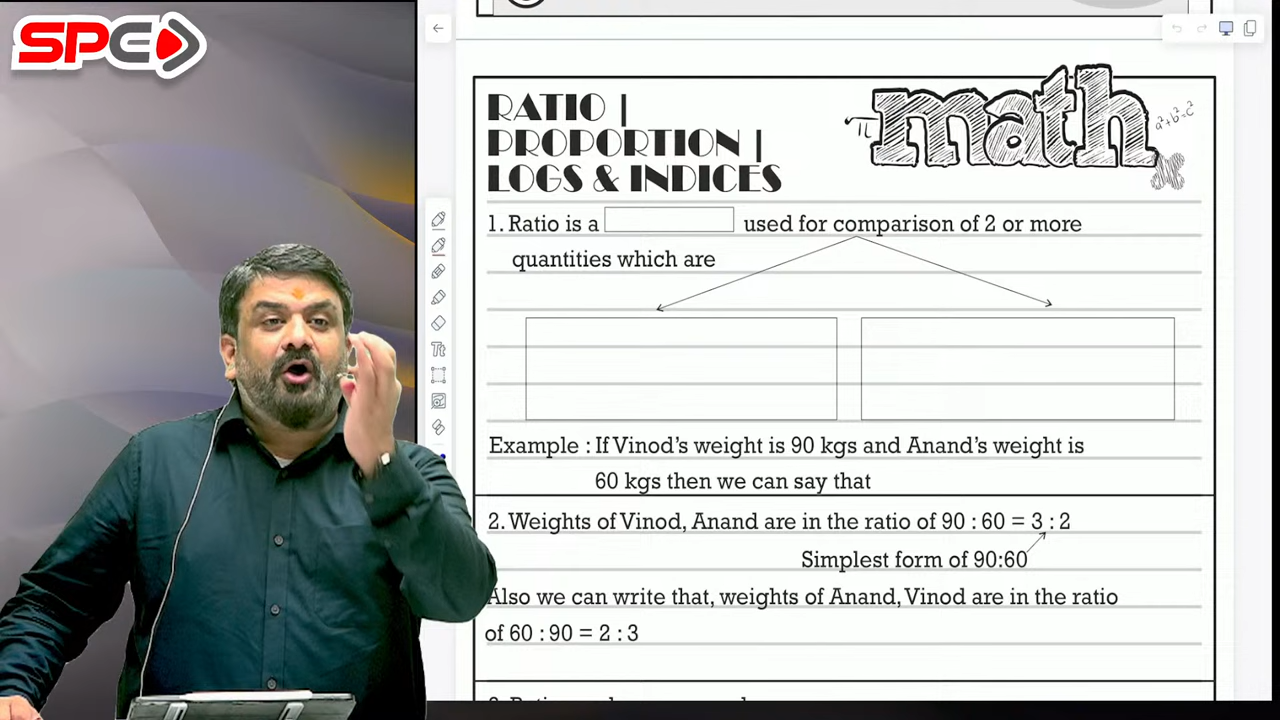 SPED
RATIO |
PROPORTION |
LOGS & INDICES
math
π
a²+b²=c²
x
1. Ratio is a used for comparison of 2 or more
quantities which are
Example : If Vinod's weight is 90 kgs and Anand's weight is
60 kgs then we can say that
2. Weights of Vinod, Anand are in the ratio of 90 : 60 = 3 : 2
Simplest form of 90:60
Also we can write that, weights of Anand, Vinod are in the ratio
of 60 : 90 = 2 : 3
Tt